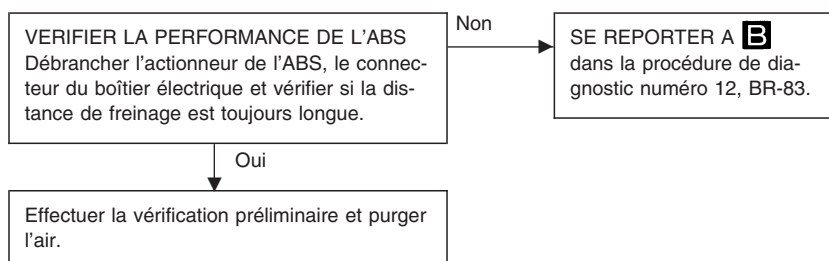 VERIFIER LA PERFORMANCE DE L'ABS
Débrancher l'actionneur de l'ABS, le connec-
teur du boîtier électrique et vérifier si la dis-
tance de freinage est toujours longue.
Non
SE REPORTER A B
dans la procédure de dia-
gnostic numéro 12, BR-83.
Oui
Effectuer la vérification préliminaire et purger
l'air.